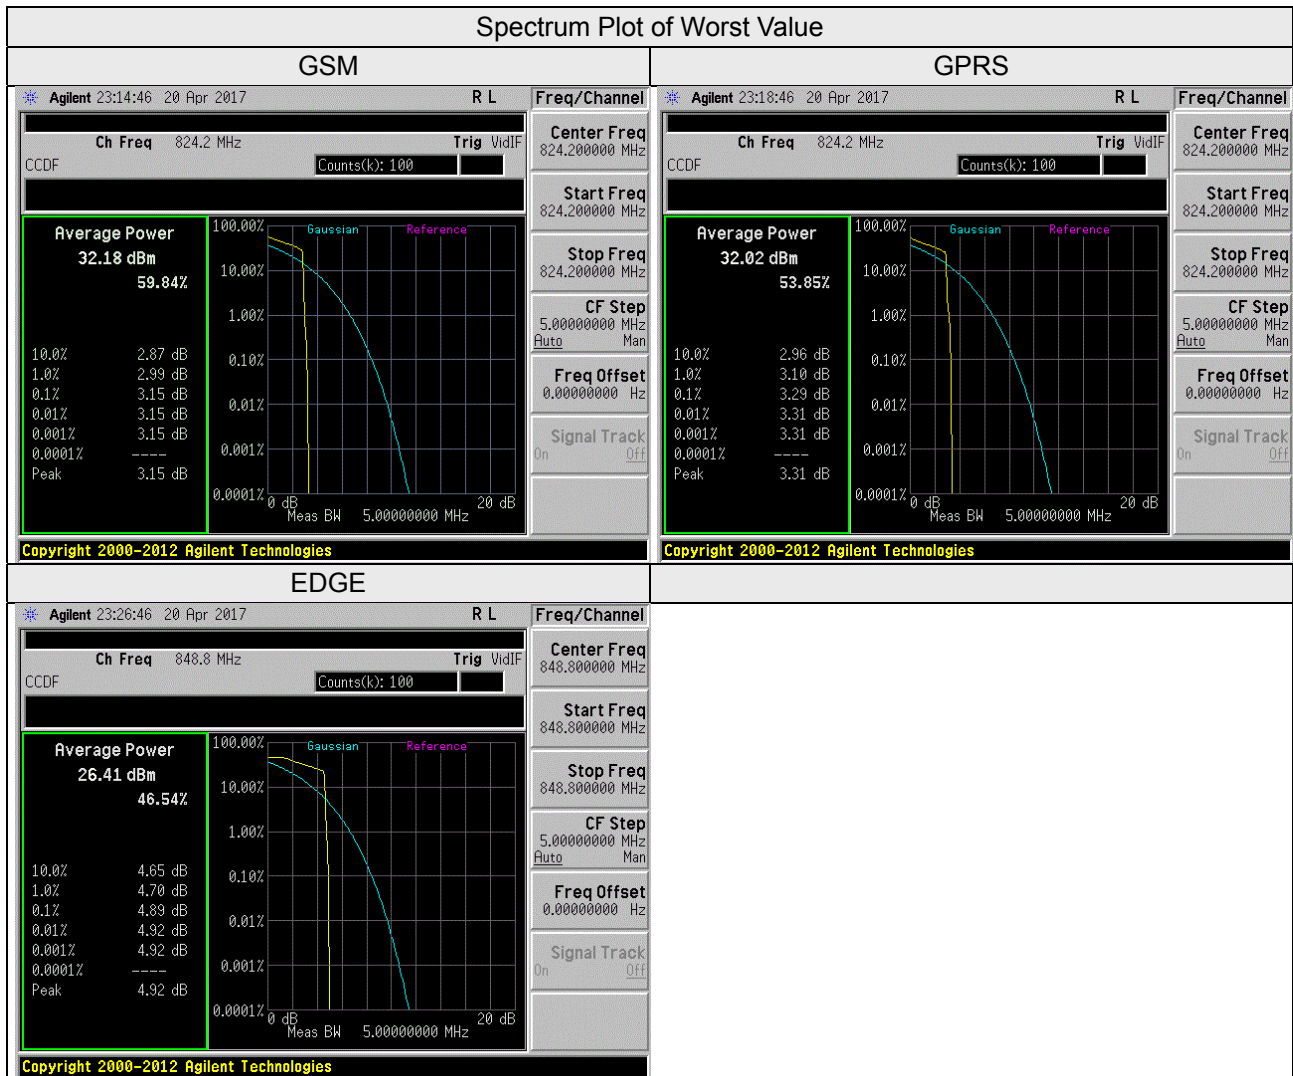 Spectrum Plot of Worst Value
GSM
Agilent 23:14:46 20 Apr 2017 R L
Freq/Channel
Ch Freq 824.2 MHz Trig VidIF
CCDF Counts(k): 100
Average Power
32.18 dBm
59.84%
10.0% 2.87 dB
1.0% 2.99 dB
0.1% 3.15 dB
0.01% 3.15 dB
0.001% 3.15 dB
0.0001% ----
Peak 3.15 dB
Gaussian Reference
100.00%
10.00%
1.00%
0.10%
0.01%
0.001%
0.0001%
0 dB 20 dB
Meas BW 5.00000000 MHz
Center Freq
824.200000 MHz
Start Freq
824.200000 MHz
Stop Freq
824.200000 MHz
CF Step
5.00000000 MHz
Auto Man
Freq Offset
0.00000000 Hz
Signal Track
On Off
Copyright 2000-2012 Agilent Technologies
GPRS
Agilent 23:18:46 20 Apr 2017 R L
Freq/Channel
Ch Freq 824.2 MHz Trig VidIF
CCDF Counts(k): 100
Average Power
32.02 dBm
53.85%
10.0% 2.96 dB
1.0% 3.10 dB
0.1% 3.29 dB
0.01% 3.31 dB
0.001% 3.31 dB
0.0001% ----
Peak 3.31 dB
Gaussian Reference
100.00%
10.00%
1.00%
0.10%
0.01%
0.001%
0.0001%
0 dB 20 dB
Meas BW 5.00000000 MHz
Center Freq
824.200000 MHz
Start Freq
824.200000 MHz
Stop Freq
824.200000 MHz
CF Step
5.00000000 MHz
Auto Man
Freq Offset
0.00000000 Hz
Signal Track
On Off
Copyright 2000-2012 Agilent Technologies
EDGE
Agilent 23:26:46 20 Apr 2017 R L
Freq/Channel
Ch Freq 848.8 MHz Trig VidIF
CCDF Counts(k): 100
Average Power
26.41 dBm
46.54%
10.0% 4.65 dB
1.0% 4.70 dB
0.1% 4.89 dB
0.01% 4.92 dB
0.001% 4.92 dB
0.0001% ----
Peak 4.92 dB
Gaussian Reference
100.00%
10.00%
1.00%
0.10%
0.01%
0.001%
0.0001%
0 dB 20 dB
Meas BW 5.00000000 MHz
Center Freq
848.800000 MHz
Start Freq
848.800000 MHz
Stop Freq
848.800000 MHz
CF Step
5.00000000 MHz
Auto Man
Freq Offset
0.00000000 Hz
Signal Track
On Off
Copyright 2000-2012 Agilent Technologies